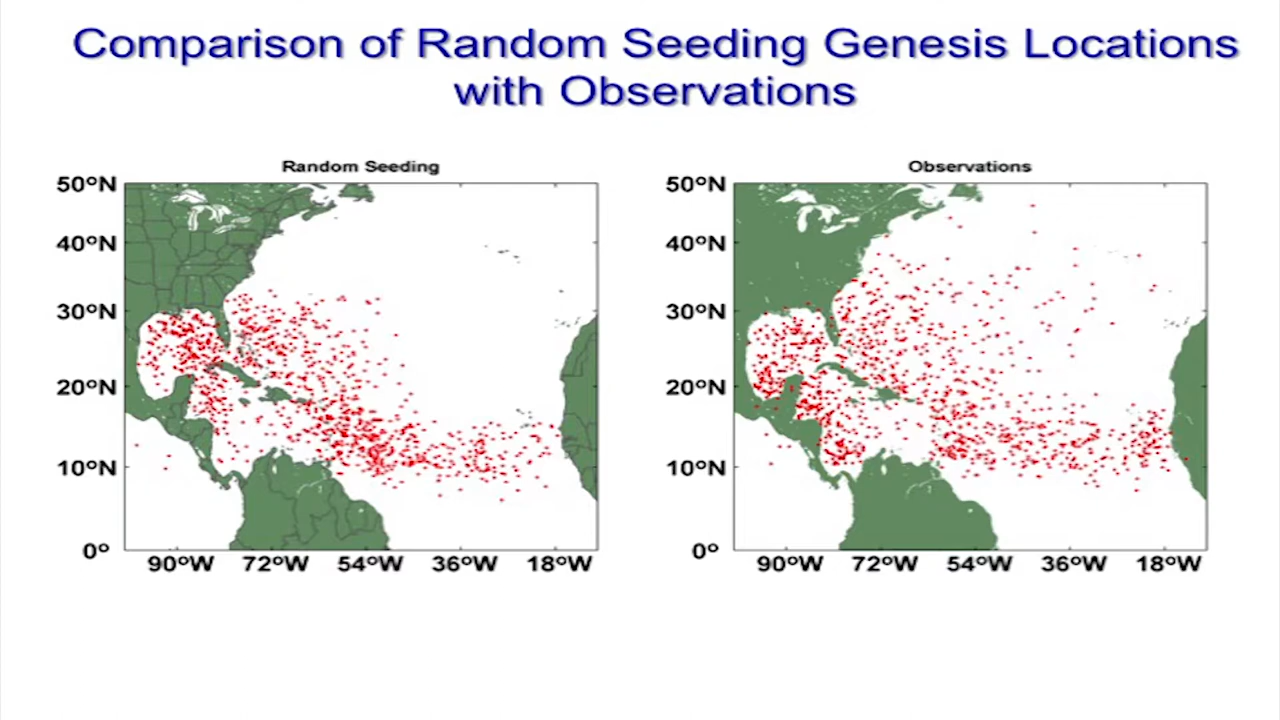 Comparison of Random Seeding Genesis Locations
with Observations
Random Seeding
50°N
40°N
30°N
20°N
10°N
0°
90°W 72°W 54°W 36°W 18°W
Observations
50°N
40°N
30°N
20°N
10°N
0°
90°W 72°W 54°W 36°W 18°W